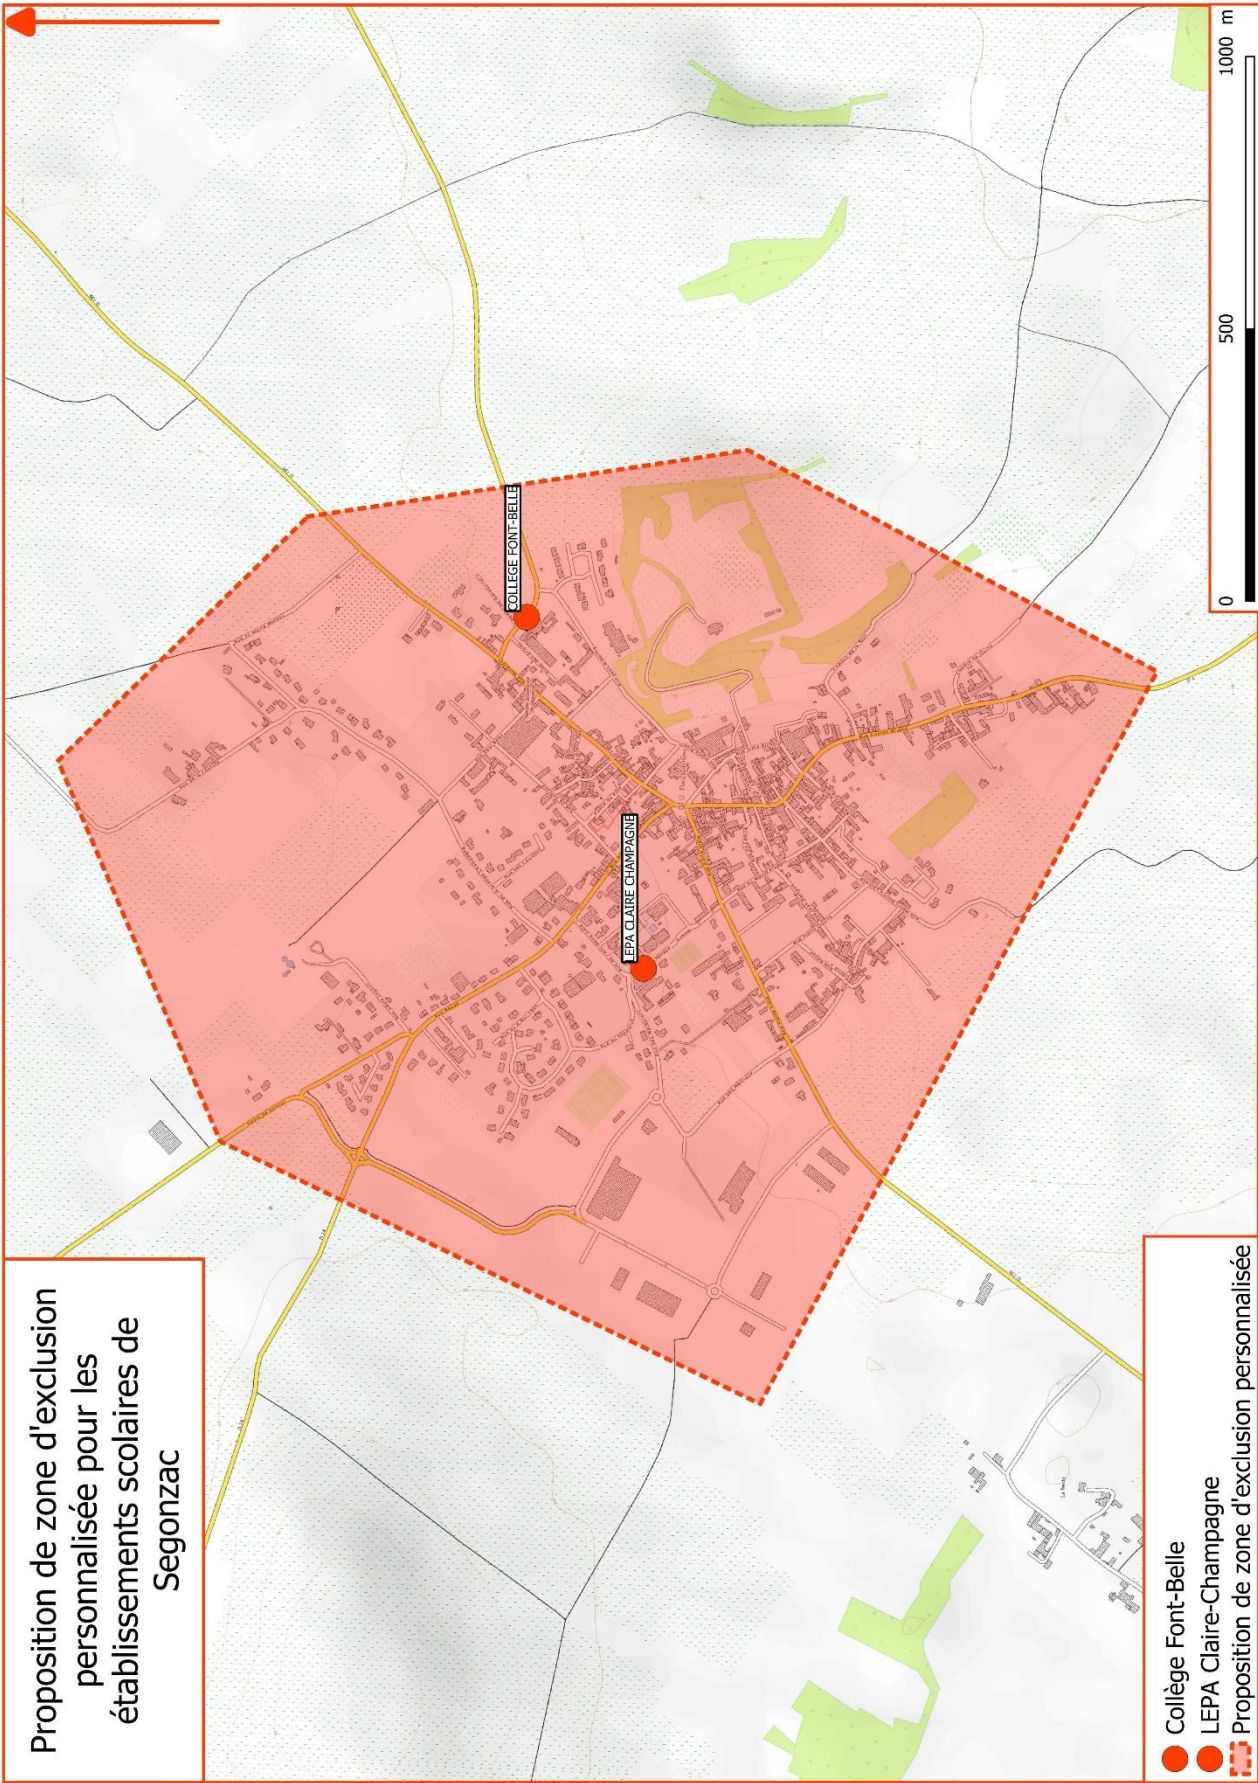 Proposition de zone d'exclusion
personnalisée pour les
établissements scolaires de
Segonzac
COLLEGE FONT-BELLE
LEPA CLAIRE CHAMPAGNE
Collège Font-Belle
LEPA Claire-Champagne
Proposition de zone d'exclusion personnalisée
0 500 1000 m